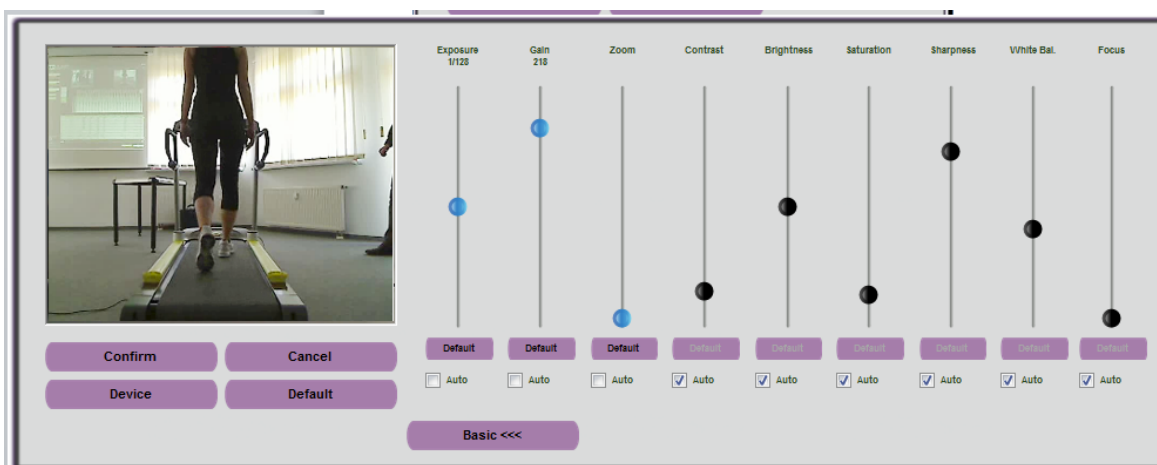 Exposure
1/128
Gain
218
Zoom
Contrast
Brightness
Saturation
Sharpness
White Bal.
Focus
Default Default Default Default Default Default Default Default Default
Auto Auto Auto Auto Auto Auto Auto Auto Auto
Confirm Cancel
Device Default
Basic <<<